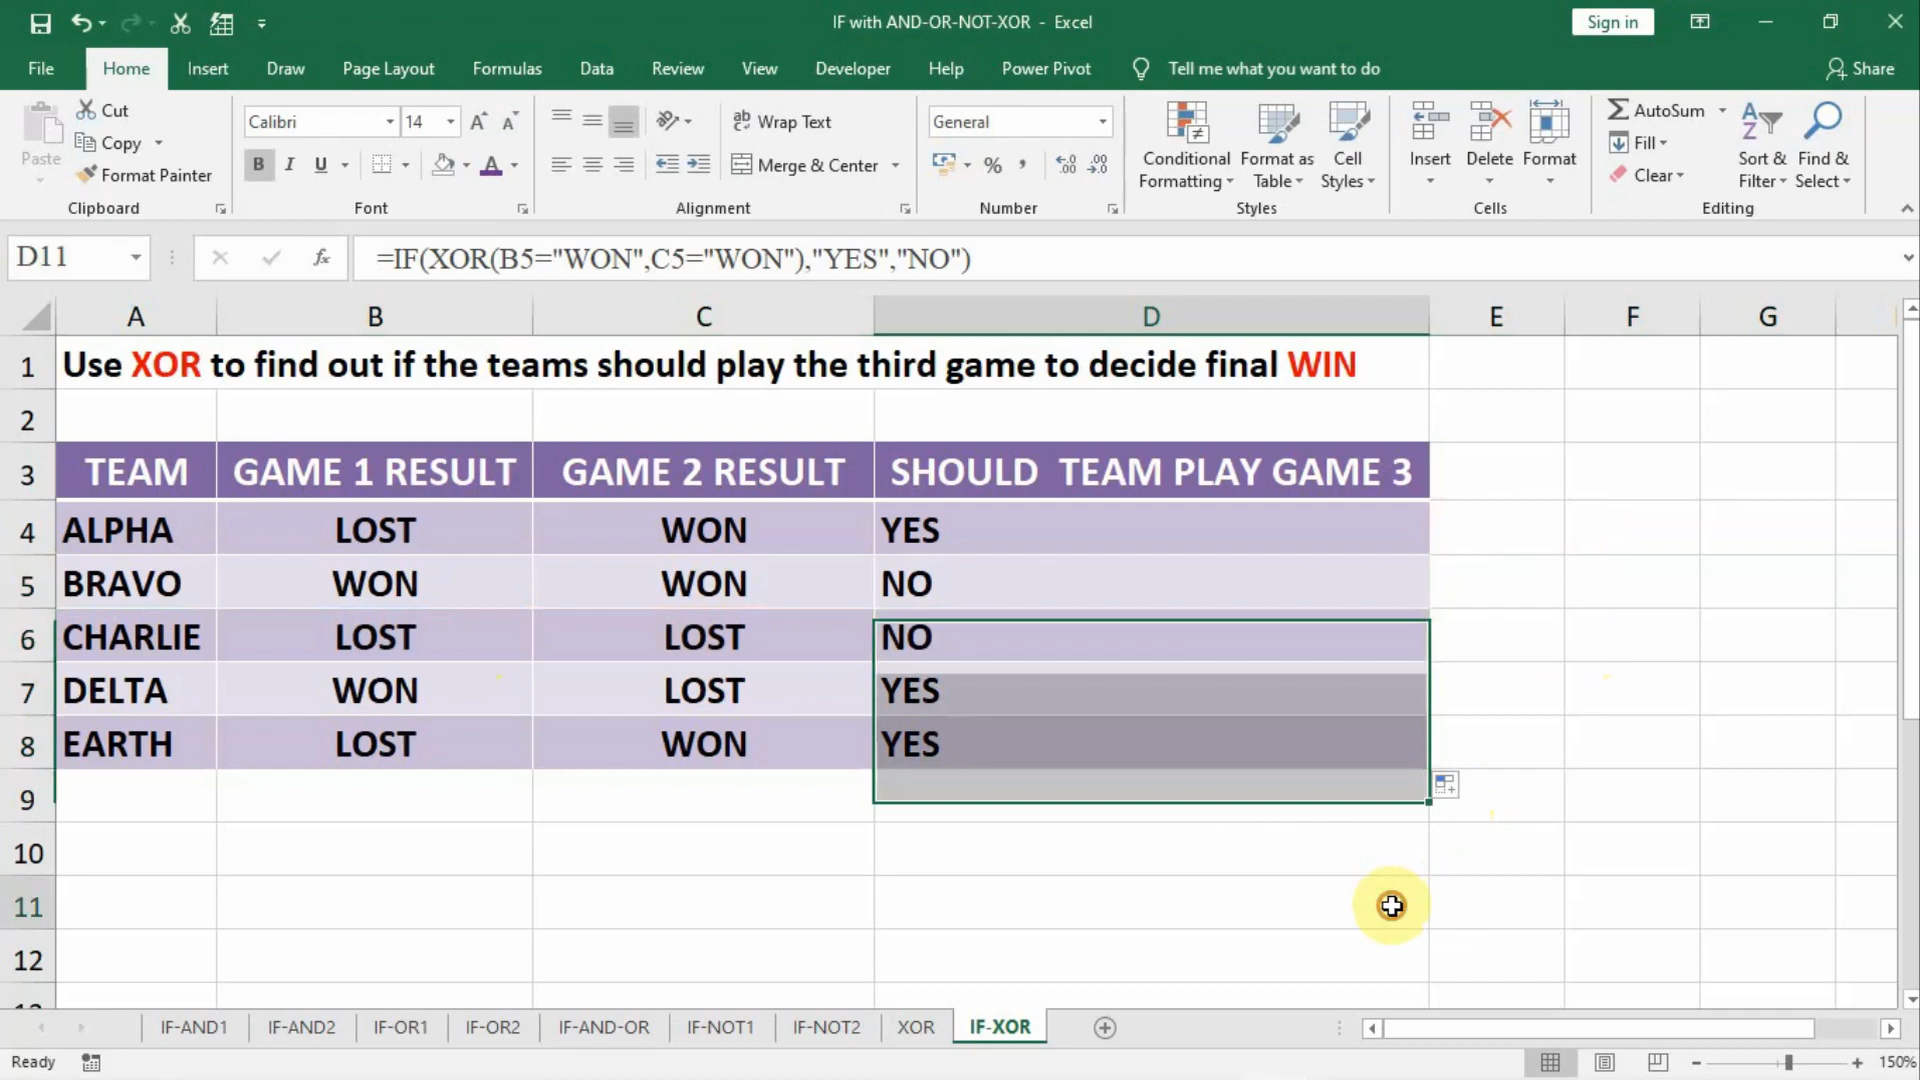 IF with AND-OR-NOT-XOR - Excel
Sign in
File Home Insert Draw Page Layout Formulas Data Review View Developer Help Power Pivot Tell me what you want to do Share
Paste
Cut
Copy
Format Painter
Clipboard
Calibri 14
B I U A
Font
ab Wrap Text
Merge & Center
Alignment
General
% ,
Number
Conditional Formatting
Format as Table
Cell Styles
Styles
Insert Delete Format
Cells
AutoSum
Fill
Clear
Sort & Filter
Find & Select
Editing
D11 fx =IF(XOR(B5="WON",C5="WON"),"YES","NO")
A B C D E F G
1 Use XOR to find out if the teams should play the third game to decide final WIN
2
3 TEAM GAME 1 RESULT GAME 2 RESULT SHOULD TEAM PLAY GAME 3
4 ALPHA LOST WON YES
5 BRAVO WON WON NO
6 CHARLIE LOST LOST NO
7 DELTA WON LOST YES
8 EARTH LOST WON YES
9
10
11
12
IF-AND1 IF-AND2 IF-OR1 IF-OR2 IF-AND-OR IF-NOT1 IF-NOT2 XOR IF-XOR
Ready 150%